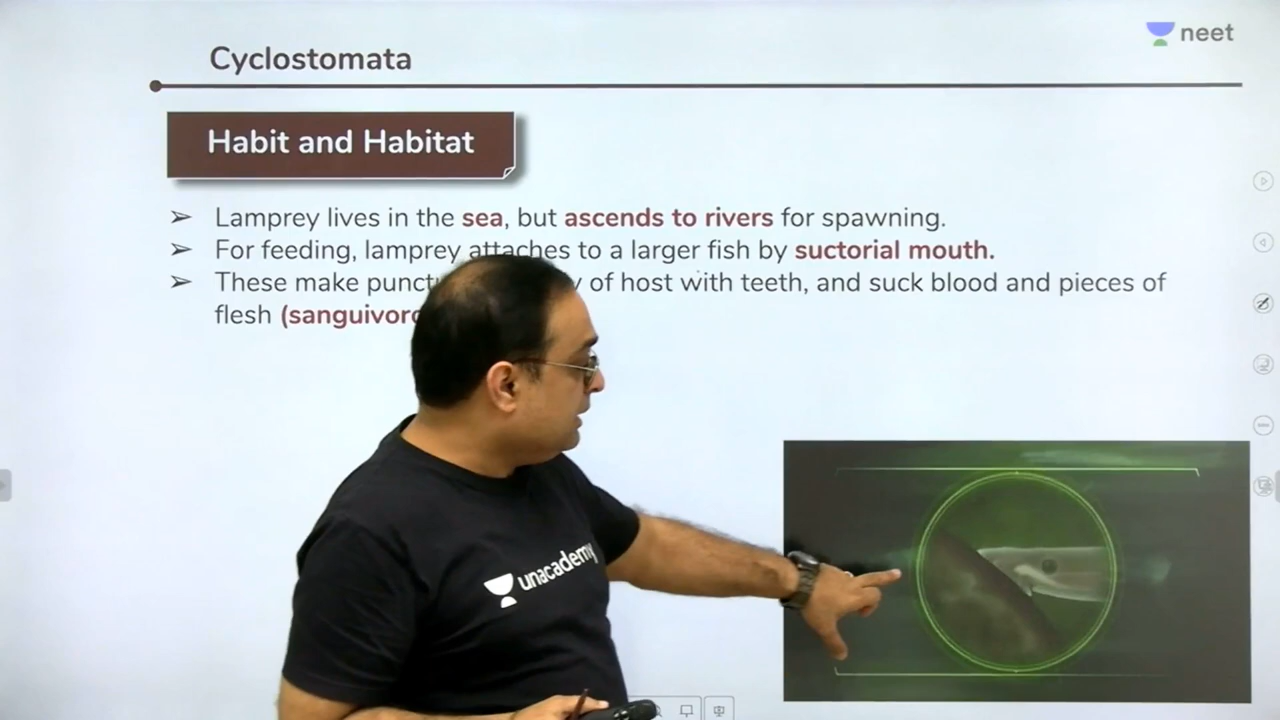 neet
Cyclostomata
Habit and Habitat
➢ Lamprey lives in the sea, but ascends to rivers for spawning.
➢ For feeding, lamprey attaches to a larger fish by suctorial mouth.
➢ These make of host with teeth, and suck blood and pieces of
flesh
unacademy